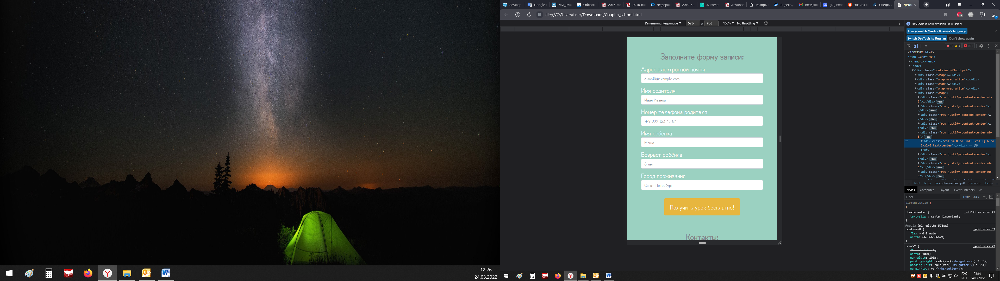 12:26
24.03.2022
desktop
Google
МИ_365
Область
2016-mp
2016-64
Федерал
2019-58
Automat
Advance
Роторы
Яндекс.Д
Входящи
(18) Вход
значок
Спецсим
Детск
file:///C:/Users/user/Downloads/Chaplin_school.html
12
2
Dimensions: Responsive 576 × 780 100% No throttling
Заполните форму записи:
Адрес электронной почты
e-mail@example.com
Имя родителя
Иван Иванов
Номер телефона родителя
+7 999 123 45 67
Имя ребенка
Маша
Возраст ребёнка
8 лет
Город проживания
Санкт-Петербург
Получить урок бесплатно!
Контакты:
DevTools is now available in Russian!
Always match Yandex Browser's language
Switch DevTools to Russian Don't show again
12 3 101
<!DOCTYPE html>
<html lang="ru">
<head>…</head>
<body>
<div class="container-fluid p-0">
<div class="wrap">…</div>
<div class="wrap wrap_white">…</div>
<div class="wrap">…</div>
<div class="wrap wrap_white">…</div>
<div class="wrap">
<div class="row justify-content-center mt-
5">…</div> flex
<div class="row justify-content-center">…
</div> flex
<div class="row justify-content-center">…
</div> flex
<div class="row justify-content-center">…
</div> flex
<div class="row justify-content-center mb-
5"> flex
<div class="col-sm-8 col-md-8 col-lg-6 co
l-xl-6 text-center">…</div> == $0
</div>
<div class="row justify-content-center">…
</div> flex
<div class="row justify-content-center mb-
5">…</div> flex
<div class="row justify-content-center mb-
5">…</div> flex
… html body div.container-fluid.p-0 div.wrap div.rov …
Styles Computed Layout Event Listeners »
Filter :hov .cls +
element.style {
}
.text-center { _utilities.scss:71
text-align: center!important;
}
@media (min-width: 576px)
.col-sm-8 { _grid.scss:32
flex: 0 0 auto;
width: 66.66666667%;
}
.row>* { _grid.scss:22
flex-shrink: 0;
width: 100%;
max-width: 100%;
padding-right: calc(var(--bs-gutter-x) * .5);
padding-left: calc(var(--bs-gutter-x) * .5);
margin-top: var(--bs-gutter-y);
РУС
RUT
12:26
24.03.2022